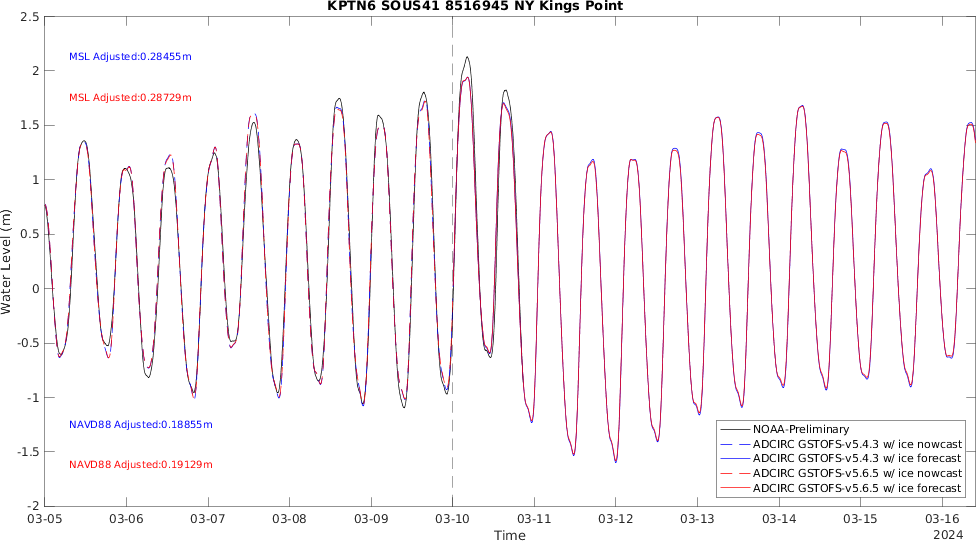 KPTN6 SOUS41 8516945 NY Kings Point
2.5
2
1.5
1
0.5
0
-0.5
-1
-1.5
-2
Water Level (m)
MSL Adjusted:0.28455m
MSL Adjusted:0.28729m
NAVD88 Adjusted:0.18855m
NAVD88 Adjusted:0.19129m
NOAA-Preliminary
ADCIRC GSTOFS-v5.4.3 w/ ice nowcast
ADCIRC GSTOFS-v5.4.3 w/ ice forecast
ADCIRC GSTOFS-v5.6.5 w/ ice nowcast
ADCIRC GSTOFS-v5.6.5 w/ ice forecast
03-05 03-06 03-07 03-08 03-09 03-10 03-11 03-12 03-13 03-14 03-15 03-16
Time
2024